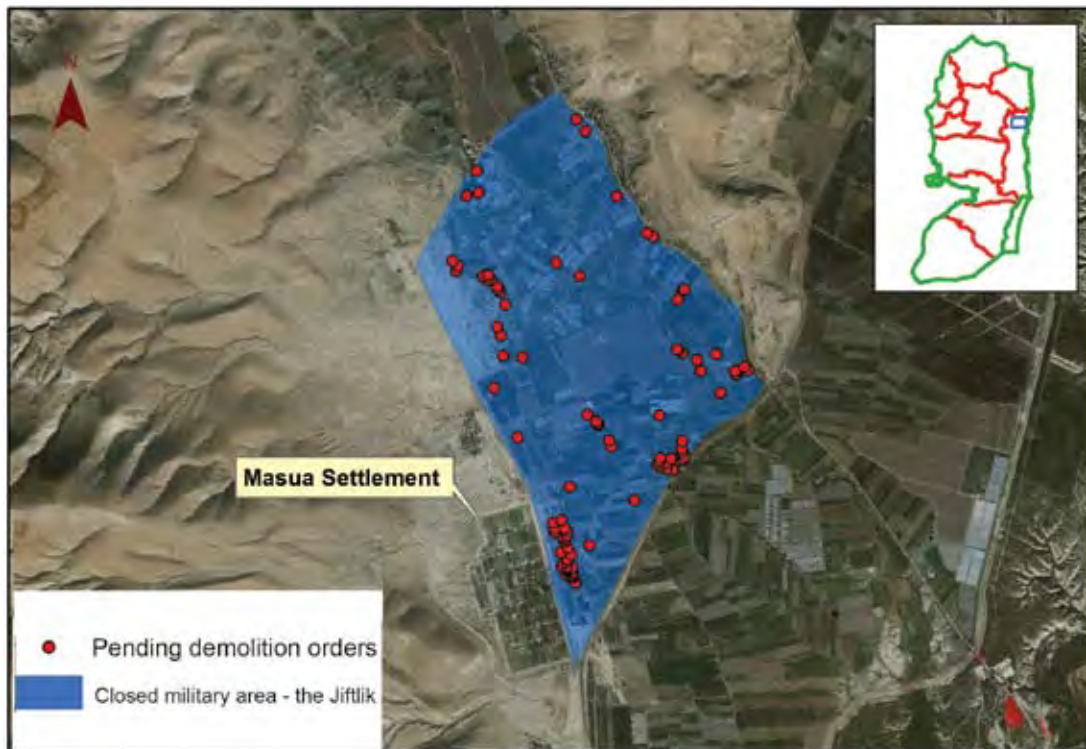 N
Masua Settlement
Pending demolition orders
Closed military area - the Jiftlik